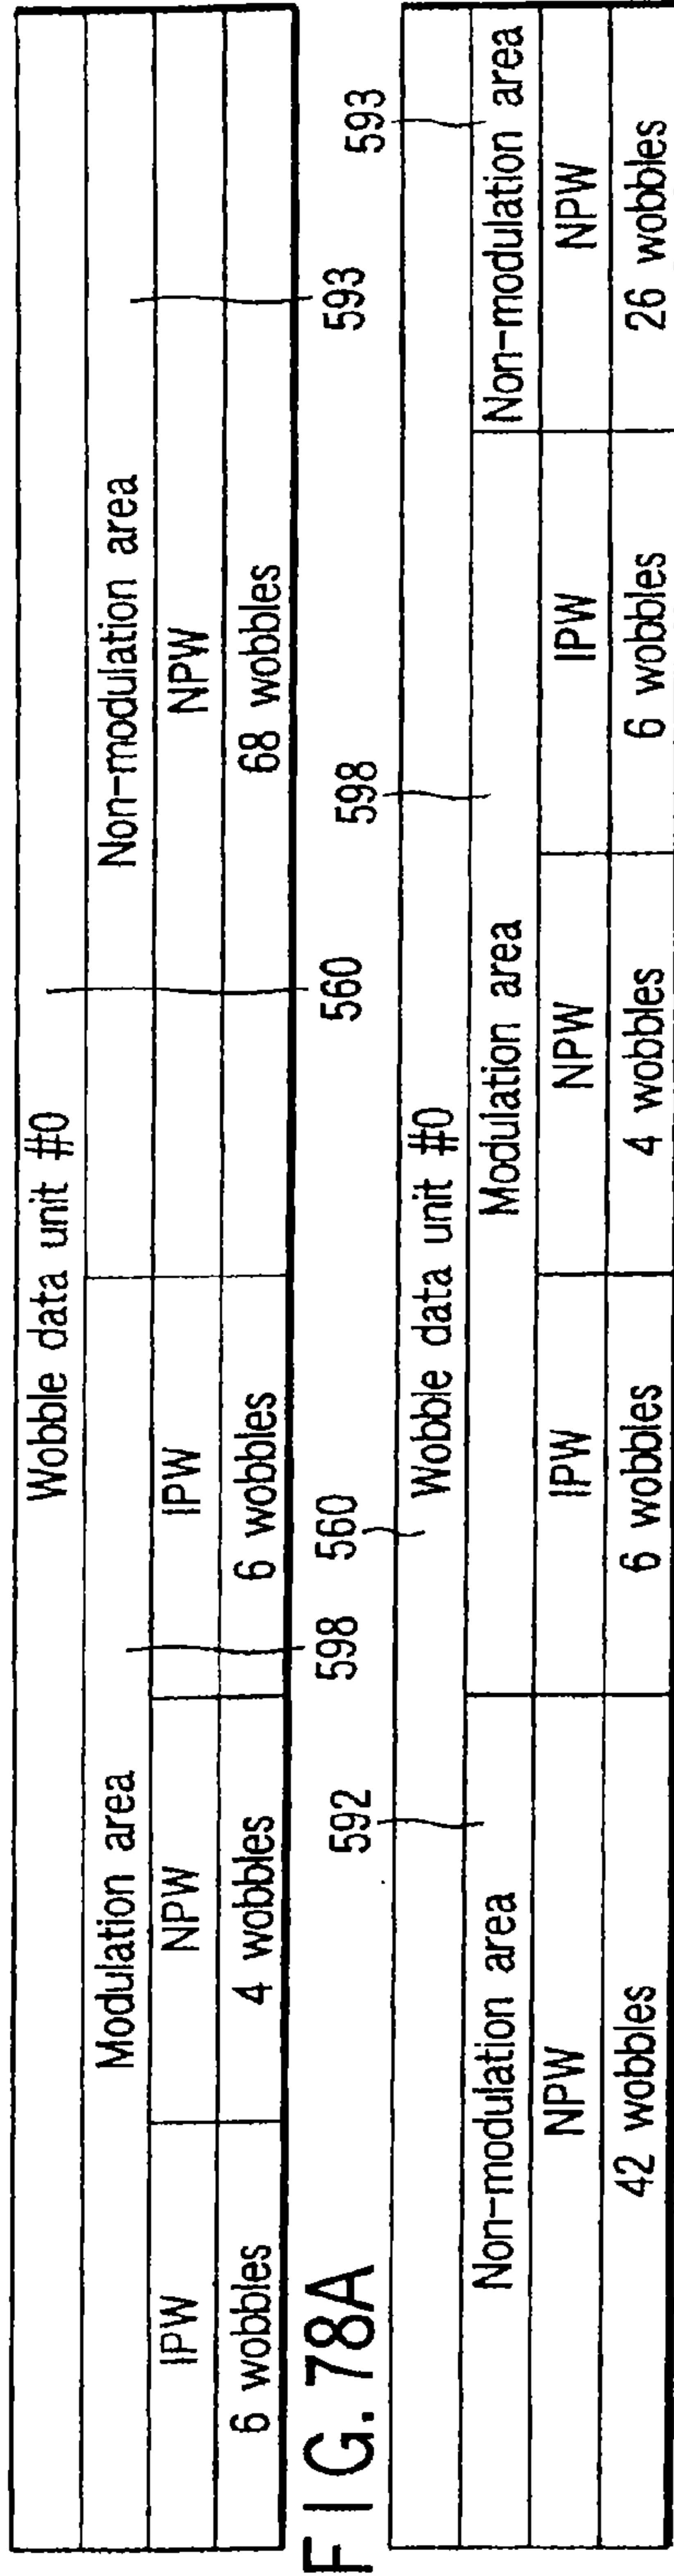 Wobble data unit #0
Modulation area Non-modulation area
IPW NPW IPW NPW
6 wobbles 4 wobbles 6 wobbles 68 wobbles
598 560 593
FIG. 78A
592 560 598 593
Wobble data unit #0
Non-modulation area Modulation area Non-modulation area
NPW IPW NPW IPW NPW
42 wobbles 6 wobbles 4 wobbles 6 wobbles 26 wobbles